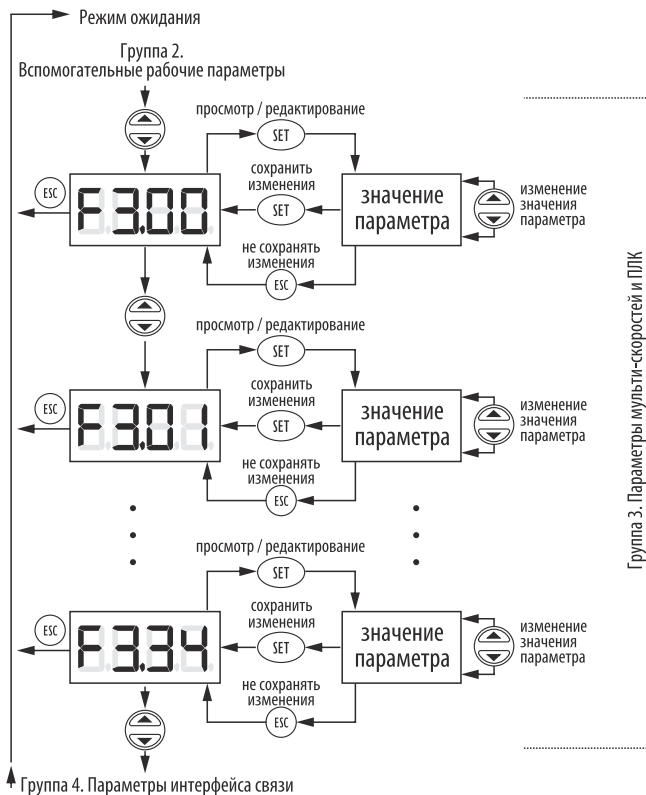 Режим ожидания
Группа 2.
Вспомогательные рабочие параметры
просмотр / редактирование
SET
ESC
сохранить
изменения
SET
F3.00
значение
параметра
изменение
значения
параметра
не сохранять
изменения
ESC
просмотр / редактирование
SET
ESC
сохранить
изменения
SET
F3.01
значение
параметра
изменение
значения
параметра
не сохранять
изменения
ESC
просмотр / редактирование
SET
ESC
сохранить
изменения
SET
F3.34
значение
параметра
изменение
значения
параметра
не сохранять
изменения
ESC
Группа 3. Параметры мульти-скоростей и ПЛК
Группа 4. Параметры интерфейса связи